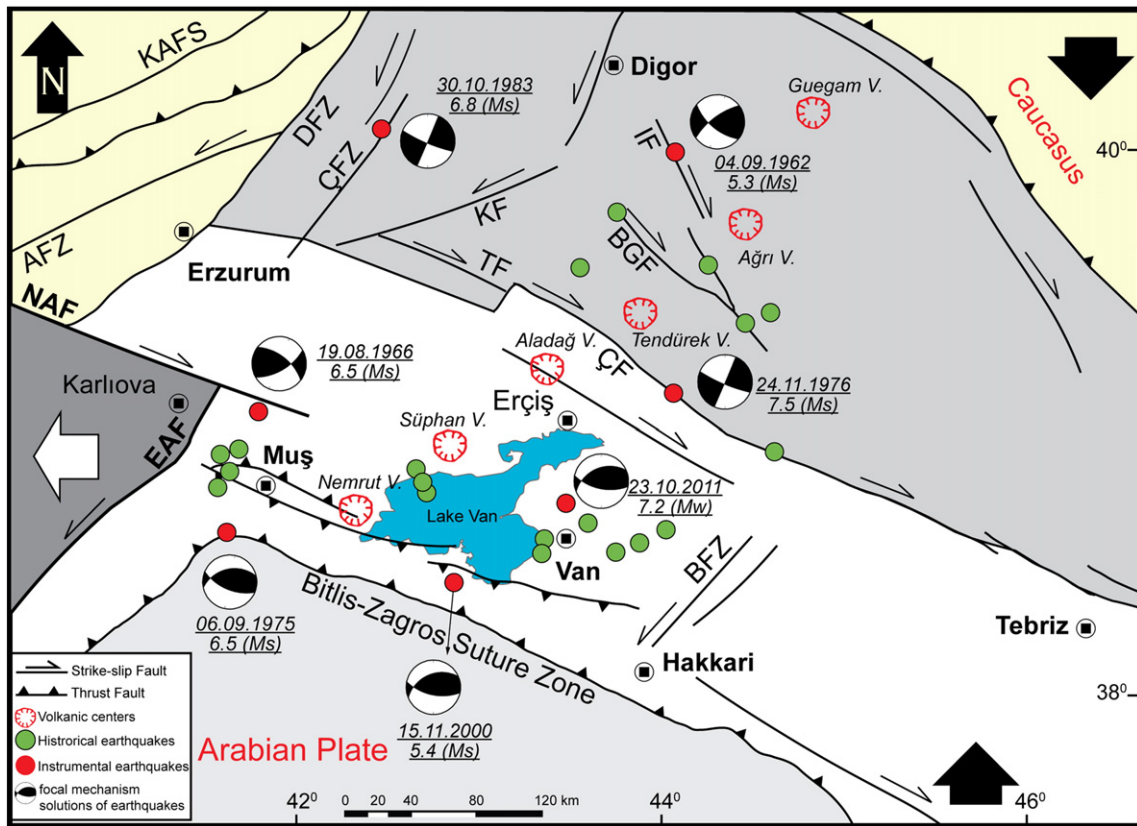 N
KAFS
DFZ
ÇFZ
AFZ
NAF
30.10.1983
6.8 (Ms)
Digor
Guegam V.
Caucasus
40⁰
IF
04.09.1962
5.3 (Ms)
KF
BGF
Ağrı V.
TF
Erzurum
Tendürek V.
Aladağ V.
ÇF
19.08.1966
6.5 (Ms)
24.11.1976
7.5 (Ms)
Karlıova
EAF
Erçiş
Süphan V.
Muş
Nemrut V.
Lake Van
23.10.2011
7.2 (Mw)
Van
BFZ
Bitlis-Zagros Suture Zone
06.09.1975
6.5 (Ms)
Tebriz
Hakkari
38⁰
15.11.2000
5.4 (Ms)
Arabian Plate
Strike-slip Fault
Thrust Fault
Volcanic centers
Histrorical earthquakes
Instrumental earthquakes
focal mechanism
solutions of earthquakes
42⁰
44⁰
46⁰
0 20 40 80 120 km